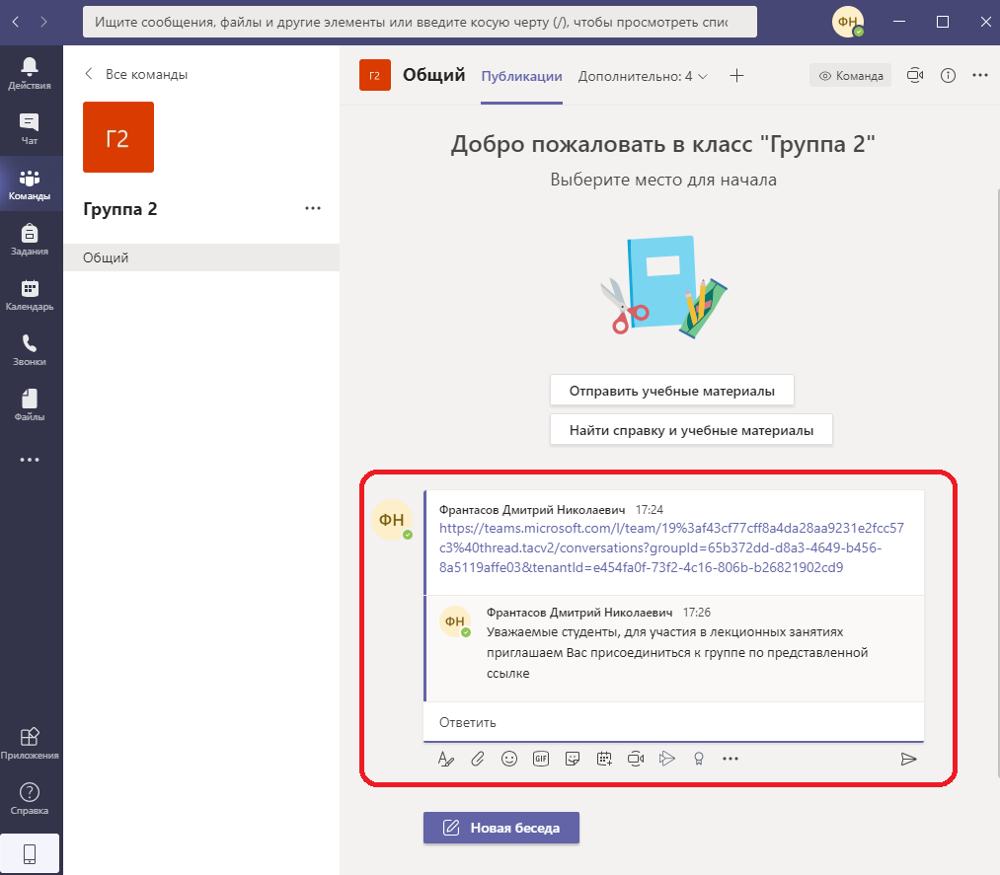 Ищите сообщения, файлы и другие элементы или введите косую черту (/), чтобы просмотреть спис
ФН
Действия
Чат
Команды
Задания
Календарь
Звонки
Файлы
Приложения
Справка
Все команды
Г2
Группа 2
Общий
Г2
Общий
Публикации
Дополнительно: 4
Команда
Добро пожаловать в класс "Группа 2"
Выберите место для начала
Отправить учебные материалы
Найти справку и учебные материалы
ФН
Франтасов Дмитрий Николаевич 17:24
https://teams.microsoft.com/l/team/19%3af43cf77cff8a4da28aa9231e2fcc57
c3%40thread.tacv2/conversations?groupId=65b372dd-d8a3-4649-b456-
8a5119affe03&tenantId=e454fa0f-73f2-4c16-806b-b26821902cd9
ФН
Франтасов Дмитрий Николаевич 17:26
Уважаемые студенты, для участия в лекционных занятиях
приглашаем Вас присоединиться к группе по представленной
ссылке
Ответить
GIF
Новая беседа